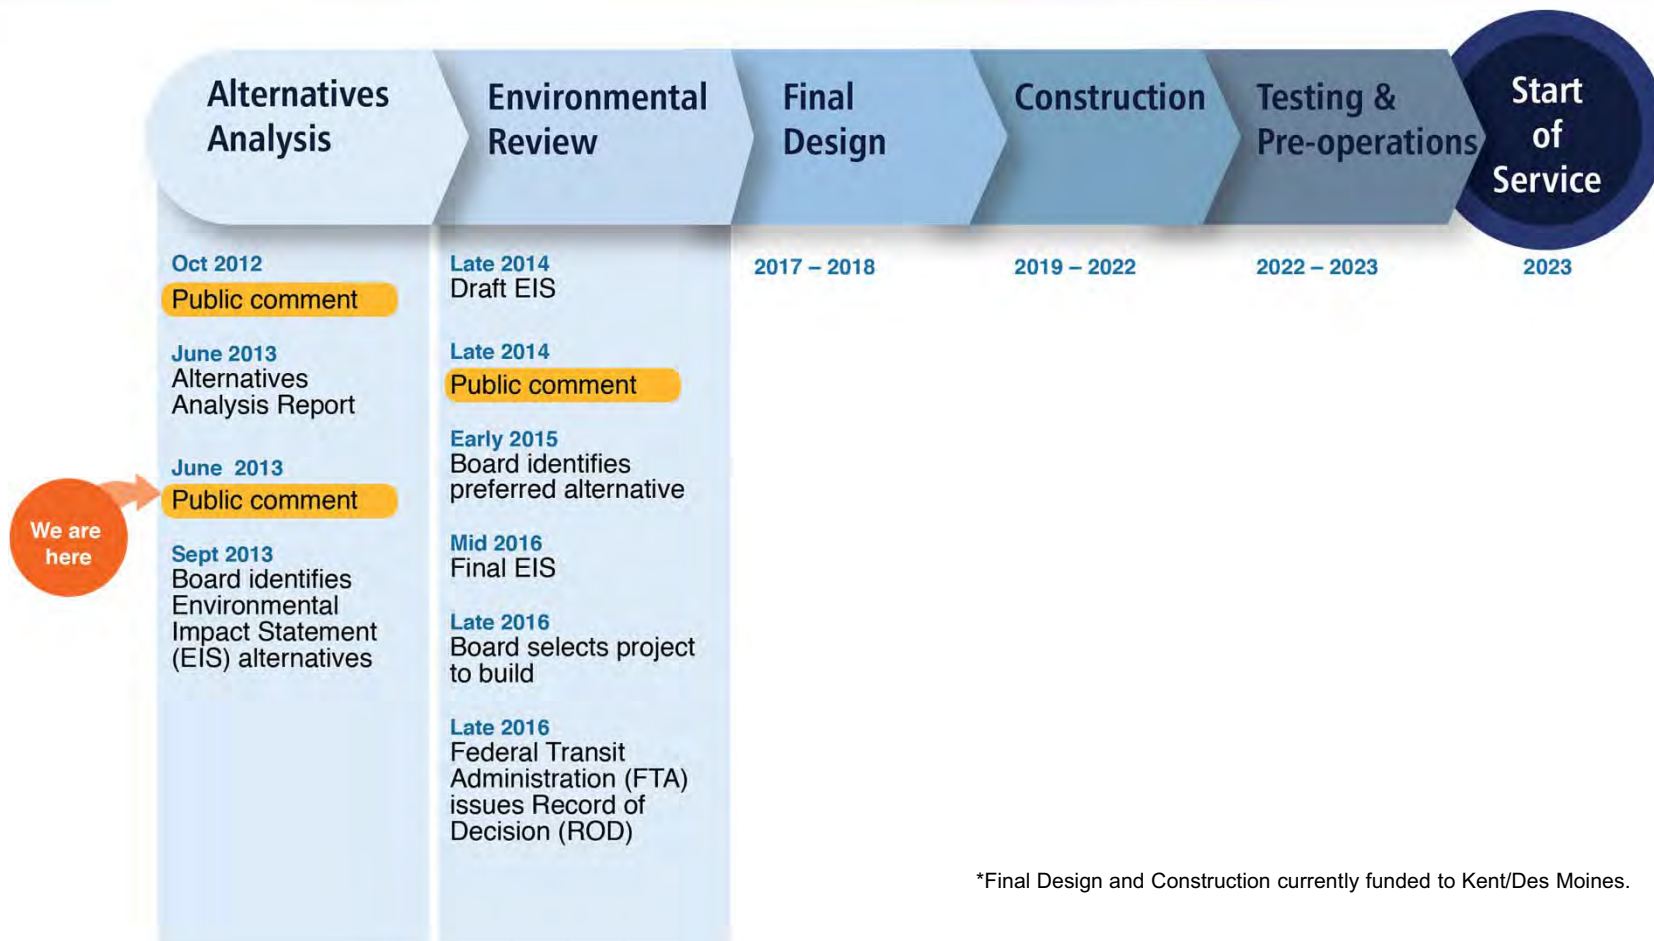 Alternatives
Analysis
Environmental
Review
Final
Design
Construction
Testing &
Pre-operations
Start
of
Service
Oct 2012
Public comment
June 2013
Alternatives
Analysis Report
June 2013
Public comment
We are
here
Sept 2013
Board identifies
Environmental
Impact Statement
(EIS) alternatives
Late 2014
Draft EIS
Late 2014
Public comment
Early 2015
Board identifies
preferred alternative
Mid 2016
Final EIS
Late 2016
Board selects project
to build
Late 2016
Federal Transit
Administration (FTA)
issues Record of
Decision (ROD)
2017 – 2018
2019 – 2022
2022 – 2023
2023
*Final Design and Construction currently funded to Kent/Des Moines.